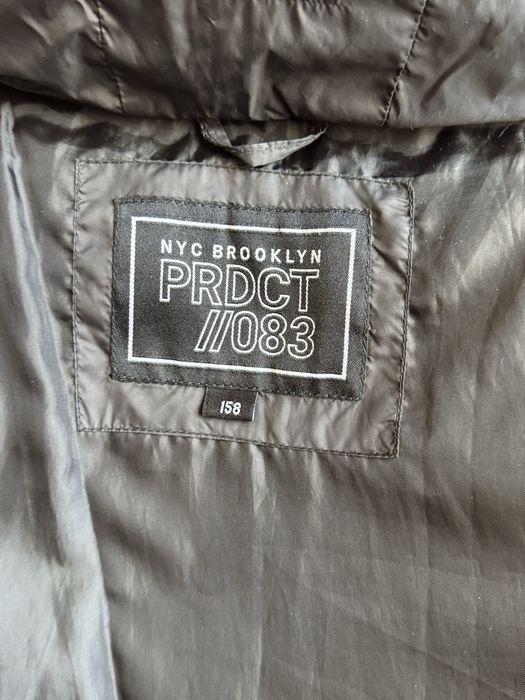 NYC BROOKLYN
PRDCT
//083
158